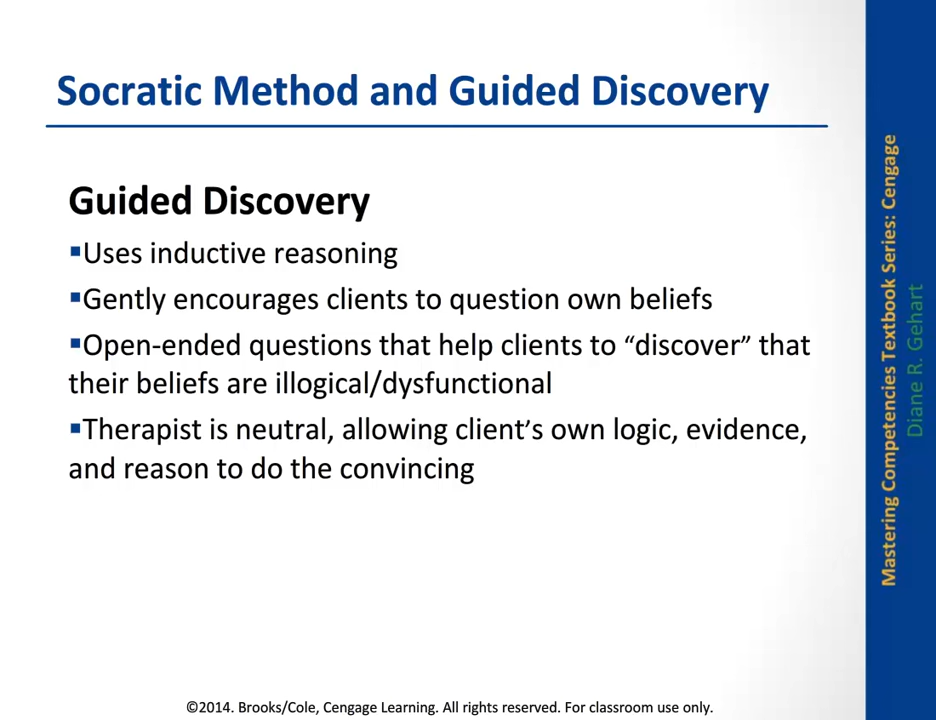 Socratic Method and Guided Discovery
Guided Discovery
▪Uses inductive reasoning
▪Gently encourages clients to question own beliefs
▪Open-ended questions that help clients to “discover” that
their beliefs are illogical/dysfunctional
▪Therapist is neutral, allowing client’s own logic, evidence,
and reason to do the convincing
Mastering Competencies Textbook Series: Cengage
Diane R. Gehart
©2014. Brooks/Cole, Cengage Learning. All rights reserved. For classroom use only.